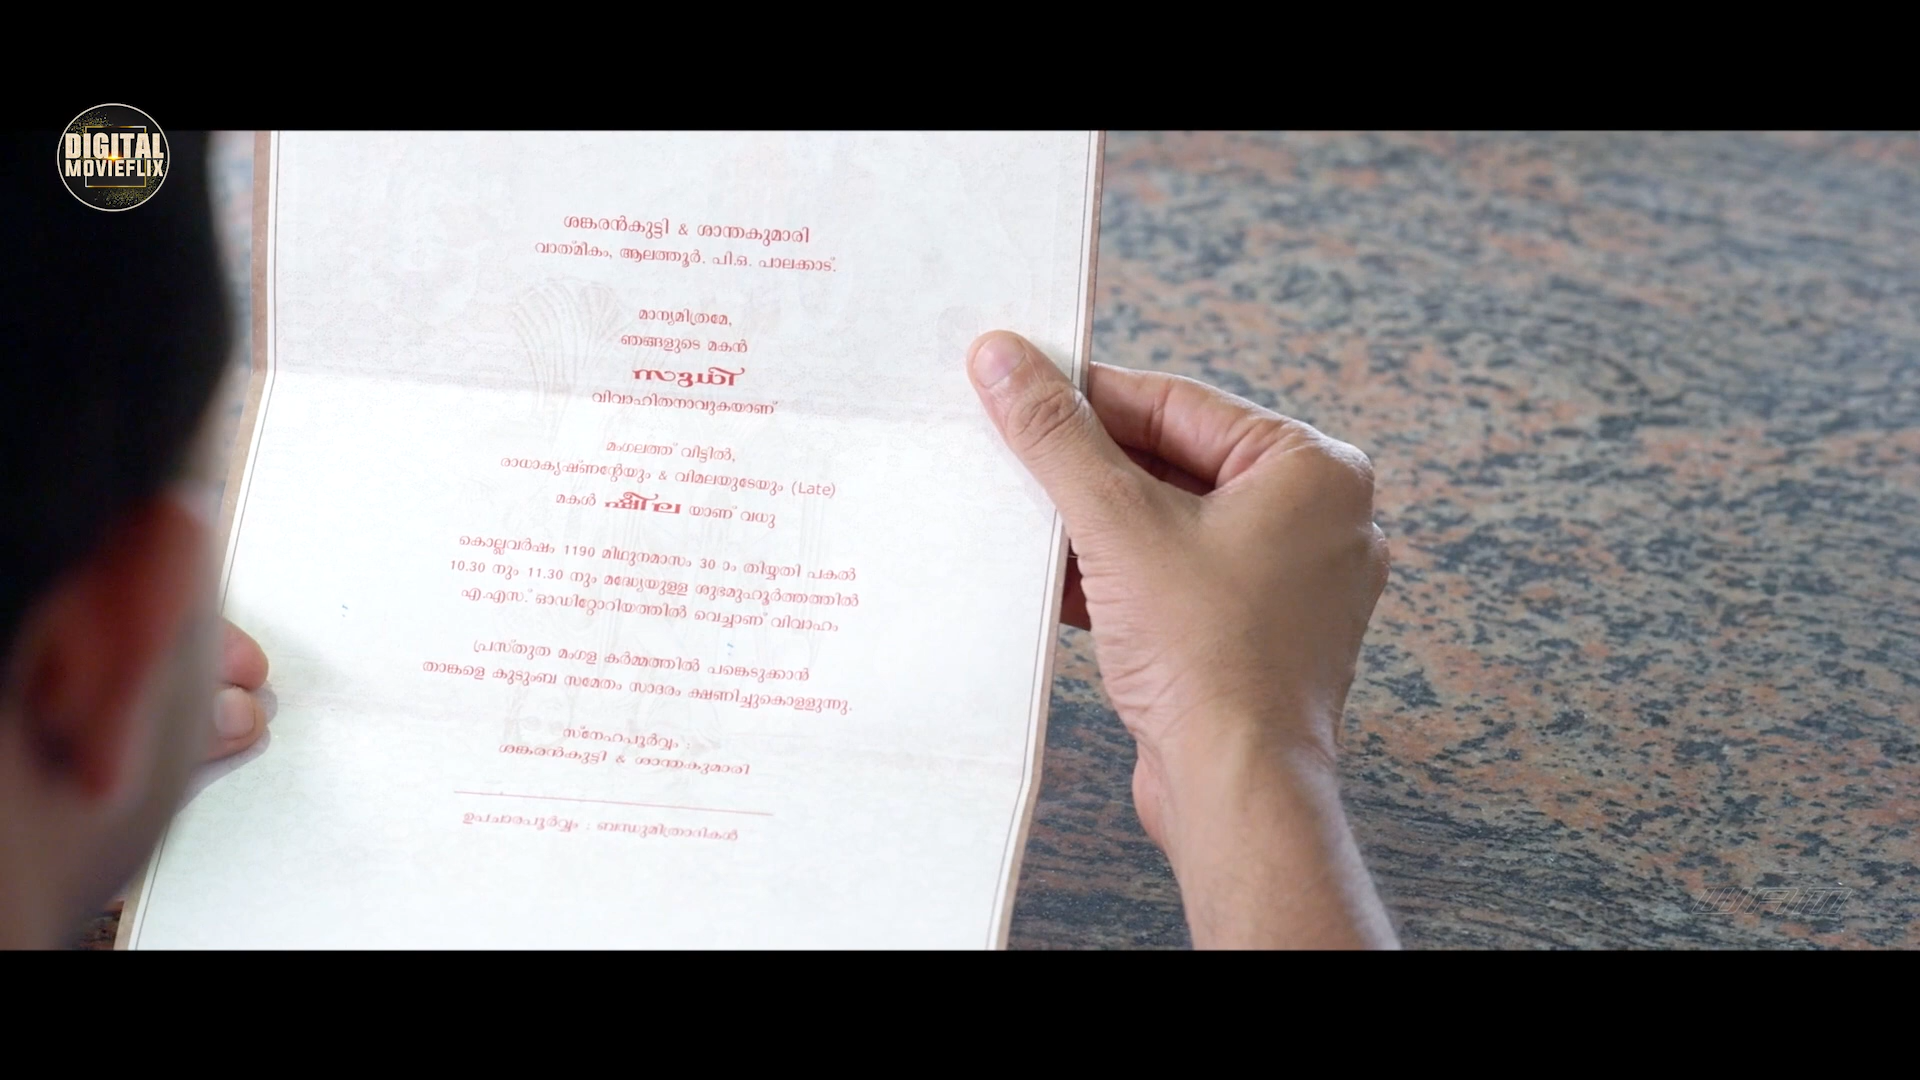 DIGITAL
MOVIEFLIX
ശങ്കരൻകുട്ടി & ശാന്തകുമാരി
വാത്മീകം, ആലത്തൂർ. പി.ഒ. പാലക്കാട്.
മാന്യമിത്രമേ,
ഞങ്ങളുടെ മകൻ
സുധി
വിവാഹിതനാവുകയാണ്
മംഗലത്ത് വീട്ടിൽ,
രാധാകൃഷ്ണന്റേയും & വിമലയുടേയും (Late)
മകൾ ഷീല യാണ് വധു
കൊല്ലവർഷം 1190 മിഥുനമാസം 30 ാം തിയ്യതി പകൽ
10.30 നും 11.30 നും മദ്ധ്യേയുള്ള ശുഭമുഹൂർത്തത്തിൽ
എ.എസ്. ഓഡിറ്റോറിയത്തിൽ വെച്ചാണ് വിവാഹം
പ്രസ്തുത മംഗള കർമ്മത്തിൽ പങ്കെടുക്കാൻ
താങ്കളെ കുടുംബ സമേതം സാദരം ക്ഷണിച്ചുകൊള്ളുന്നു.
സ്നേഹപൂർവ്വം :
ശങ്കരൻകുട്ടി & ശാന്തകുമാരി
ഉപചാരപൂർവ്വം : ബന്ധുമിത്രാദികൾ